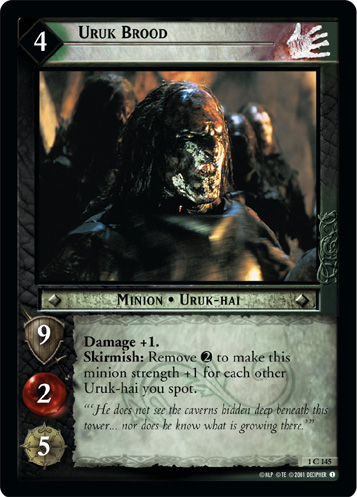 4
URUK BROOD
MINION • URUK-HAI
9
Damage +1.
Skirmish: Remove ❷ to make this
minion strength +1 for each other
Uruk-hai you spot.
2
“‘He does not see the caverns hidden deep beneath this
tower... nor does he know what is growing there.’”
5
1 C 145
©NLP ©TE ©2001 DECIPHER